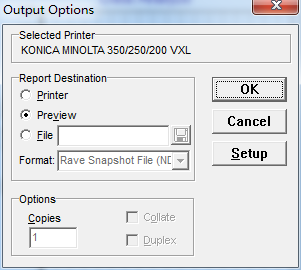 Output Options
Selected Printer
KONICA MINOLTA 350/250/200 VXL
Report Destination
Printer
Preview
File
Format: Rave Snapshot File (ND
OK
Cancel
Setup
Options
Copies
1
Collate
Duplex